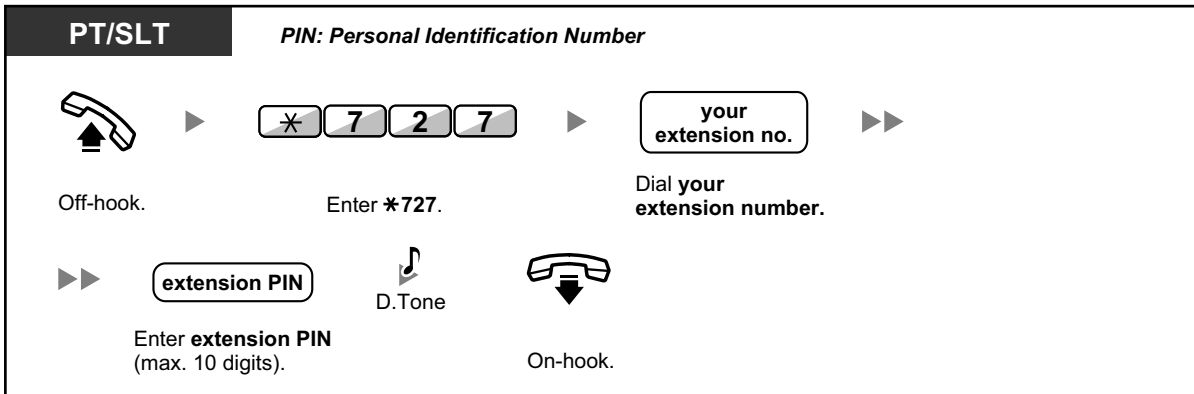 PT/SLT
PIN: Personal Identification Number
✱ 7 2 7
your
extension no.
Off-hook.
Enter ✱727.
Dial your
extension number.
extension PIN
D.Tone
Enter extension PIN
(max. 10 digits).
On-hook.